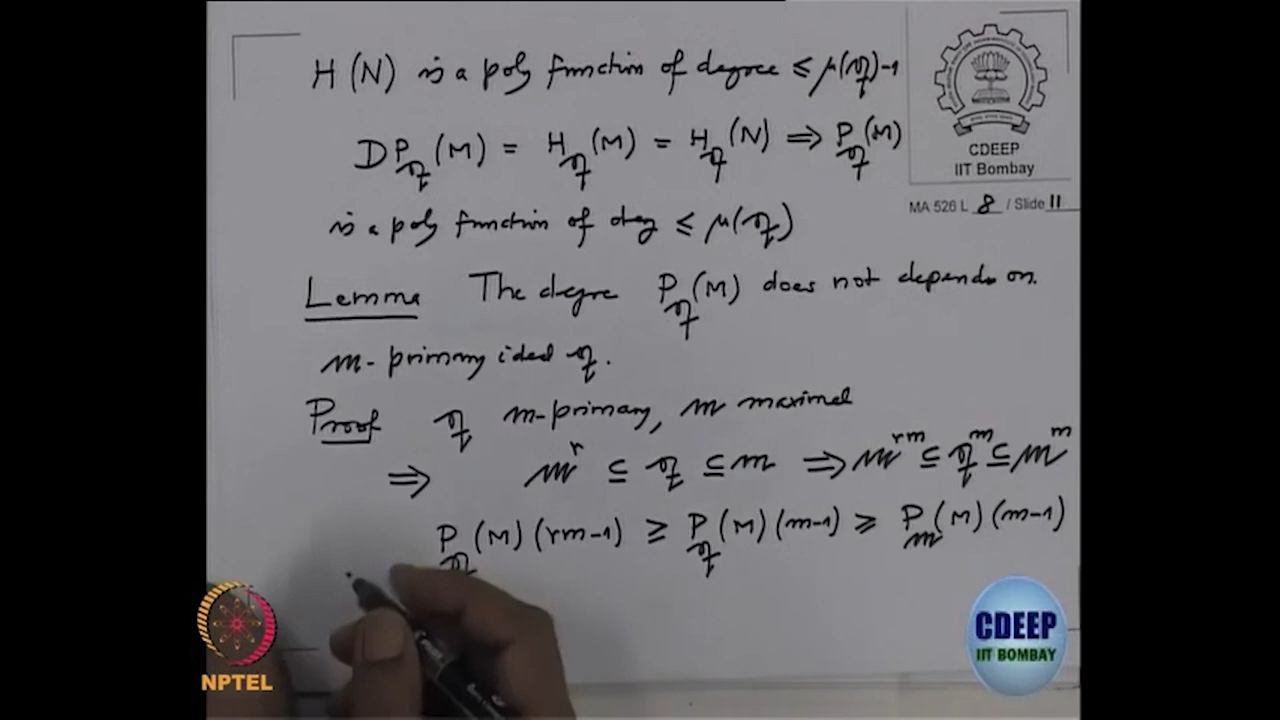 H(N) is a poly function of degree ≤ μ(q)-1
D P_q(M) = H_q(M) = H_q(N) ⇒ P_q(M)
is a poly function of deg ≤ μ(q)
Lemma The degree P_q(M) does not depends on
m-primary ideal q.
Proof q m-primary, m maximal
⇒ m^r ⊆ q ⊆ m ⇒ m^{rm} ⊆ q^m ⊆ m^m
P(M)(rm-1) ≥ P_q(M)(m-1) ≥ P_m(M)(m-1)
CDEEP
IIT Bombay
MA 526 L 8 / Slide 11
NPTEL
CDEEP
IIT BOMBAY